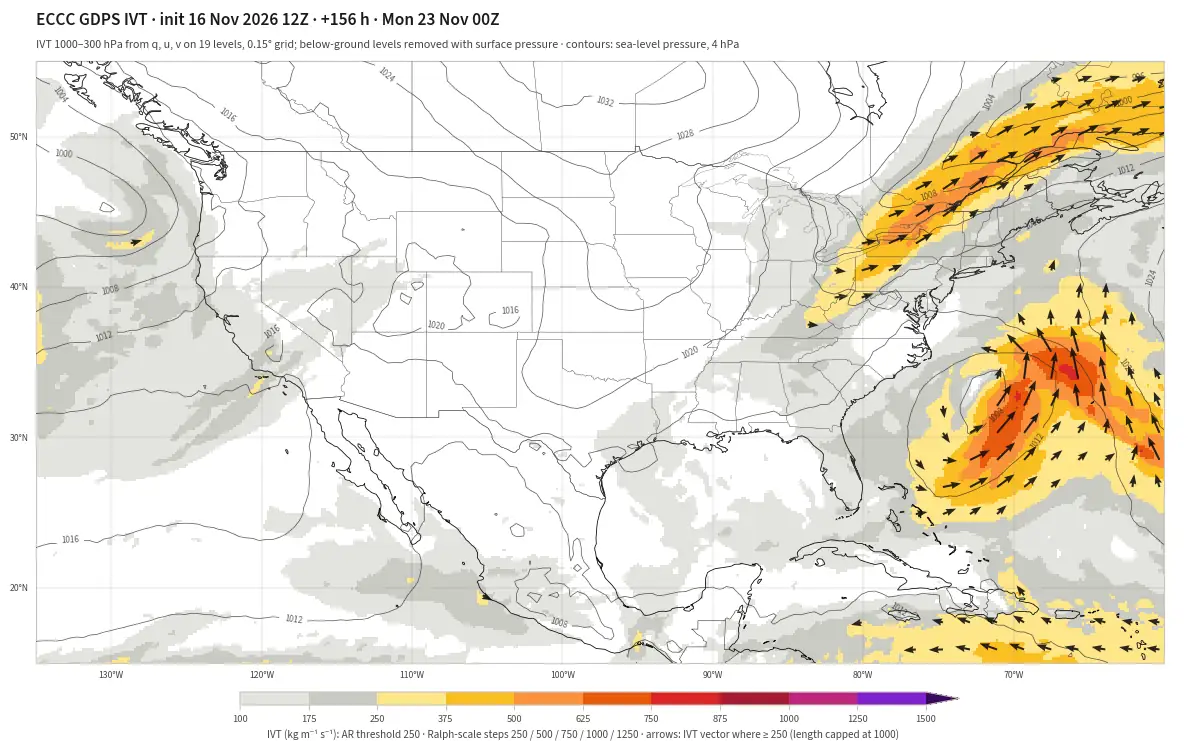 ECCC GDPS IVT · init 16 Nov 2026 12Z · +156 h · Mon 23 Nov 00Z
IVT 1000–300 hPa from q, u, v on 19 levels, 0.15° grid; below-ground levels removed with surface pressure · contours: sea-level pressure, 4 hPa
1004
1024
1032
1016
1004
1000
1028
1000
50°N
1012
1008
1024
40°N
1008
1016
1012
1016
1020
1020
30°N
1012
1016
20°N
1012
1008
130°W
120°W
110°W
100°W
90°W
80°W
70°W
100
175
250
375
500
625
750
875
1000
1250
1500
IVT (kg m⁻¹ s⁻¹): AR threshold 250 · Ralph-scale steps 250 / 500 / 750 / 1000 / 1250 · arrows: IVT vector where ≥ 250 (length capped at 1000)